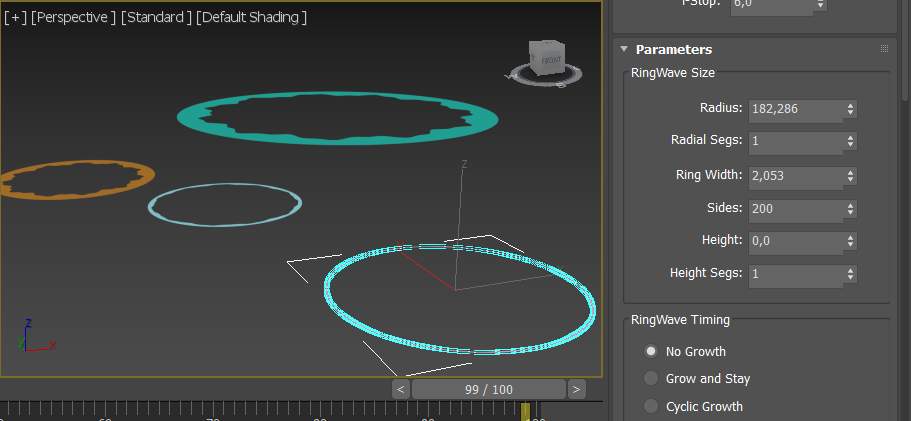 [+] [Perspective ] [Standard ] [Default Shading ]
F-Stop: 6,0
FRONT
Parameters
RingWave Size
Radius: 182,286
Radial Segs: 1
Ring Width: 2,053
Sides: 200
Height: 0,0
Height Segs: 1
z
z
y
x
RingWave Timing
No Growth
Grow and Stay
Cyclic Growth
< 99 / 100 >
70
80
90
100